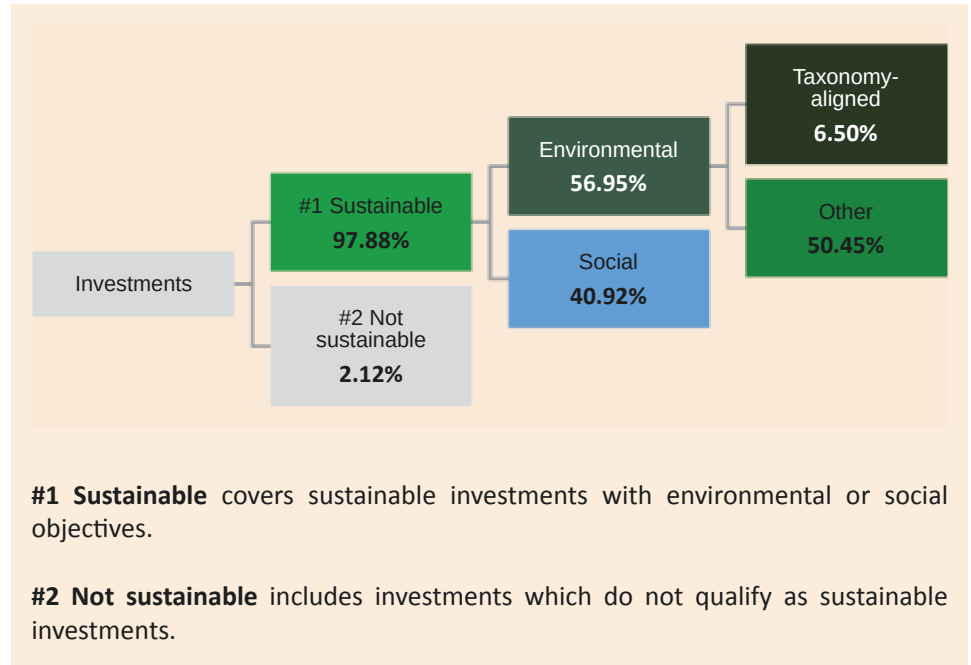 Taxonomy-
aligned
6.50%
Environmental
56.95%
#1 Sustainable
97.88%
Other
50.45%
Social
40.92%
Investments
#2 Not
sustainable
2.12%
#1 Sustainable covers sustainable investments with environmental or social
objectives.
#2 Not sustainable includes investments which do not qualify as sustainable
investments.